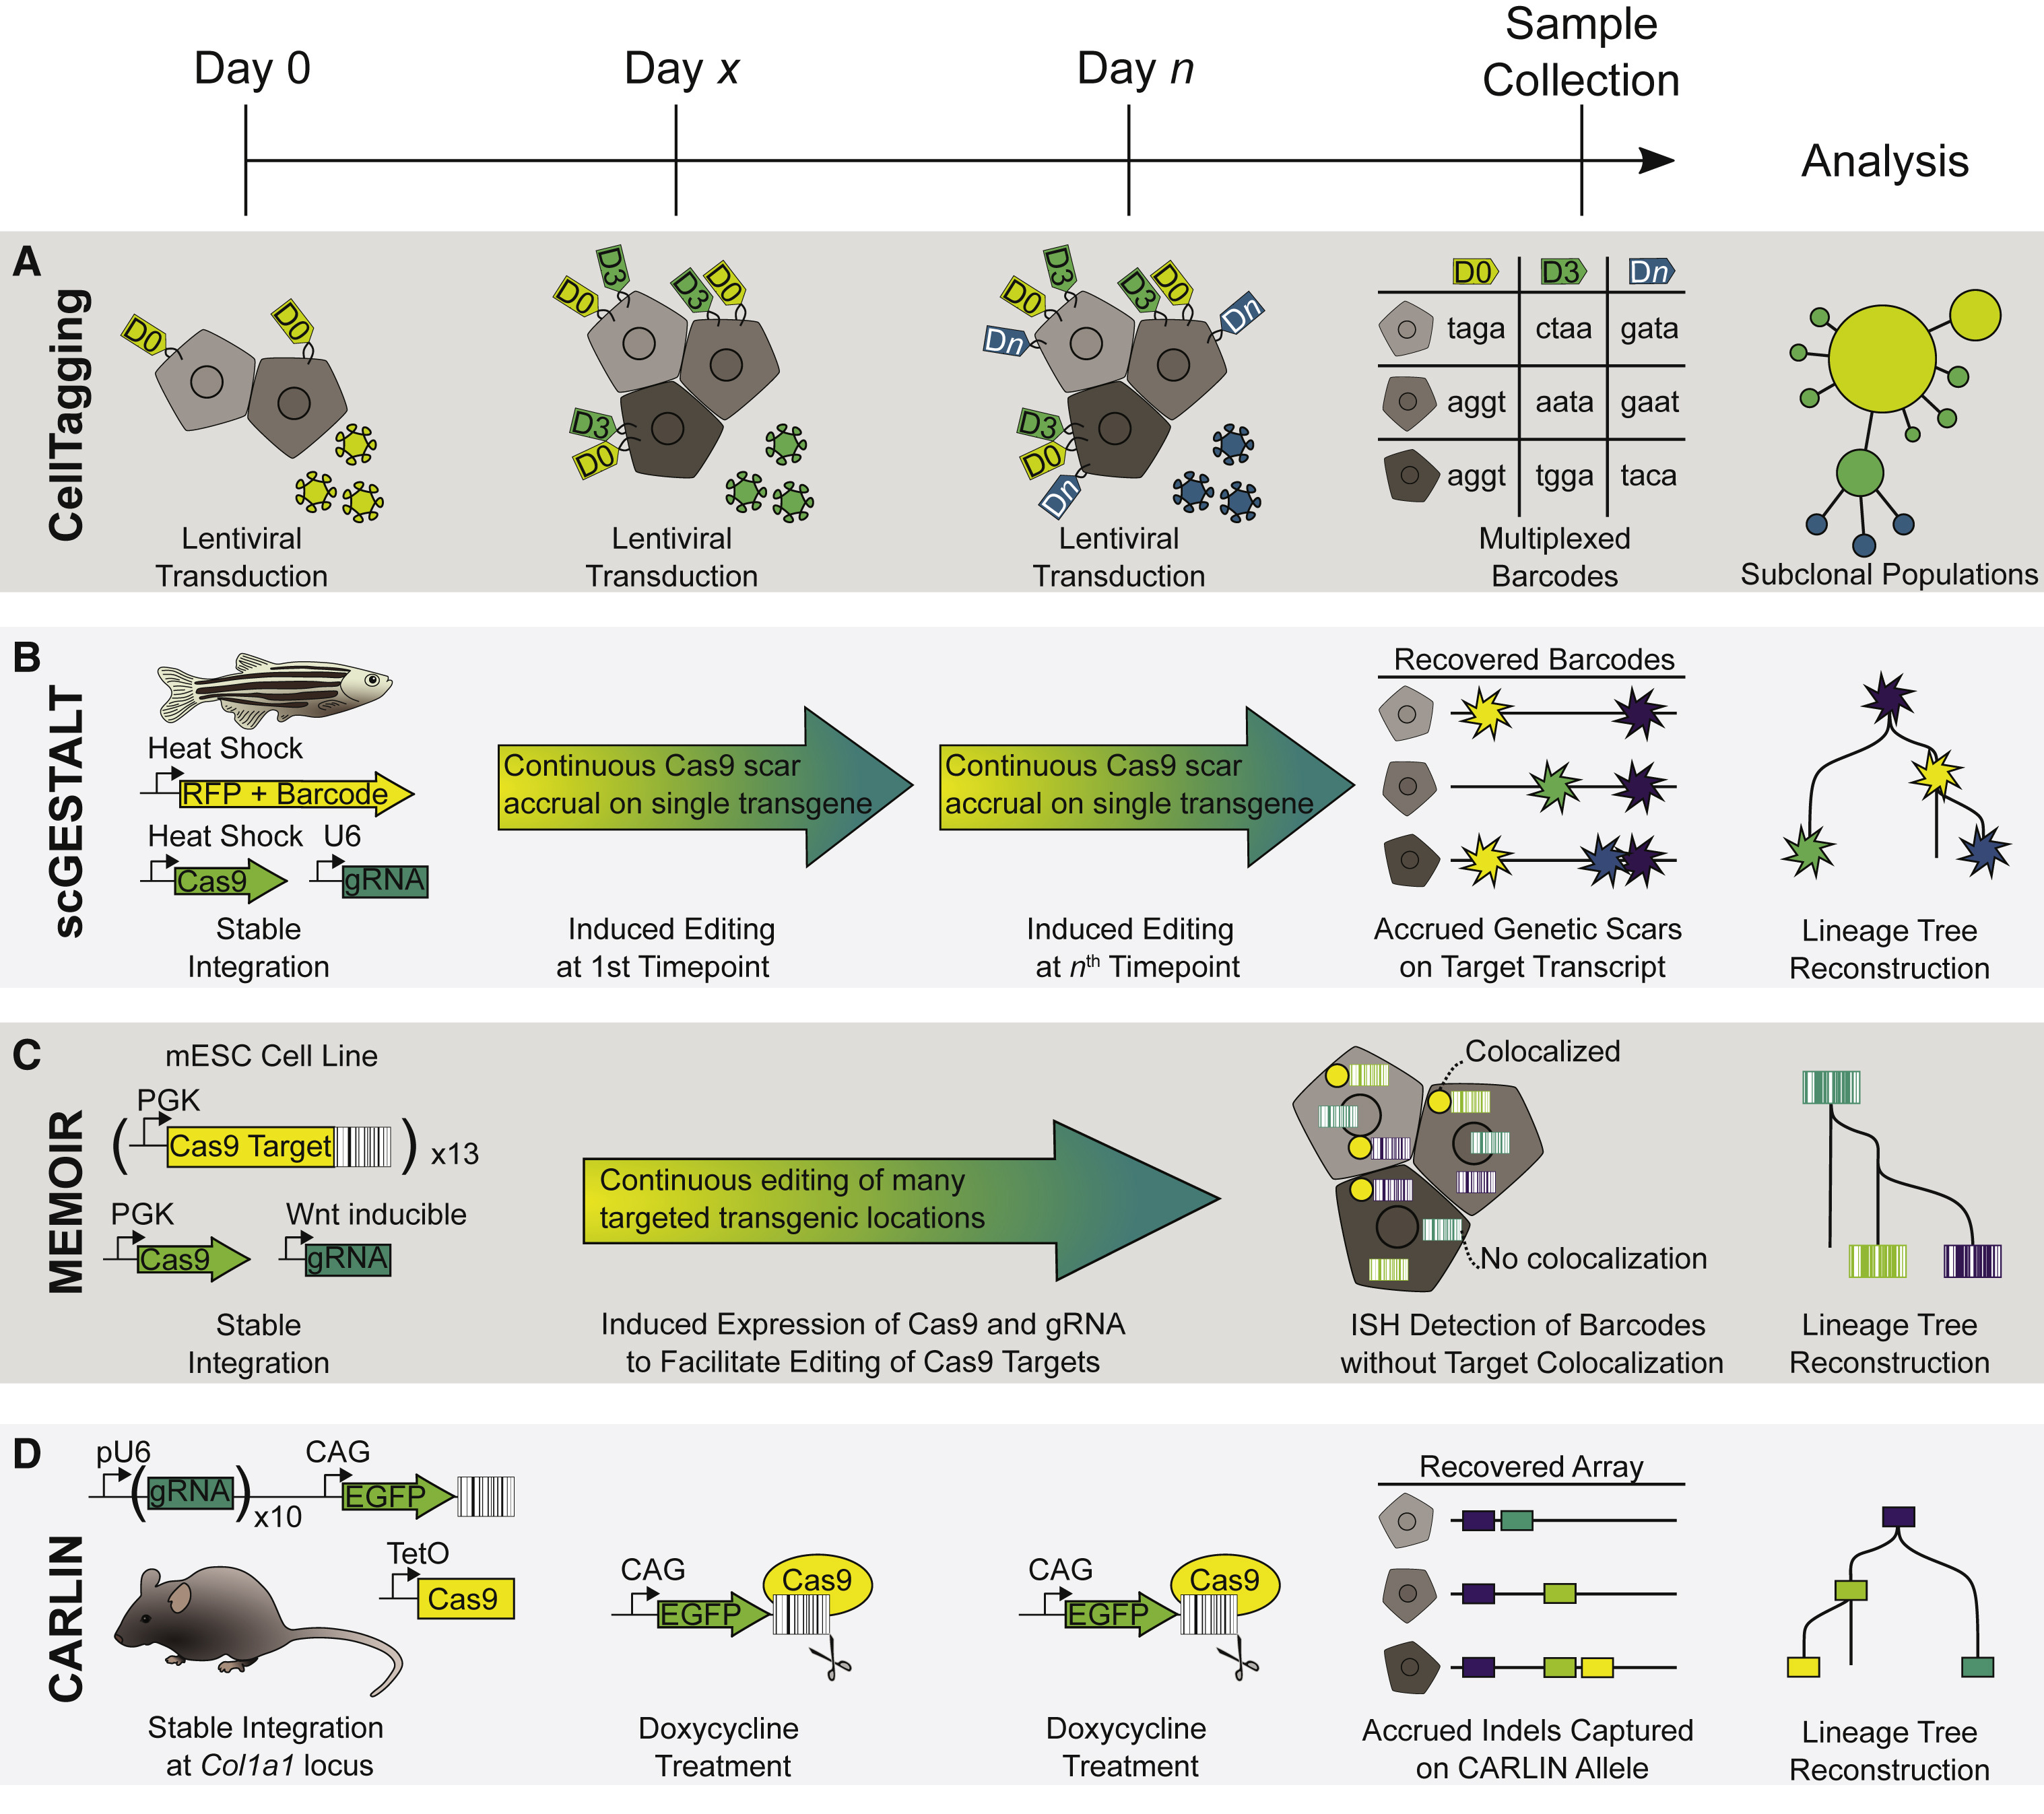 Day 0
Day x
Day n
Sample
Collection
Analysis
A
CellTagging
D0
D0
Lentiviral
Transduction
D0
D3
D3
D0
D3
D0
Lentiviral
Transduction
D0
D3
D3
D0
Dn
Dn
D3
D0
Dn
Lentiviral
Transduction
D0 D3 Dn
taga ctaa gata
aggt aata gaat
aggt tgga taca
Multiplexed
Barcodes
Subclonal Populations
B
scGESTALT
Heat Shock
RFP + Barcode
Heat Shock U6
Cas9 gRNA
Stable
Integration
Continuous Cas9 scar
accrual on single transgene
Induced Editing
at 1st Timepoint
Continuous Cas9 scar
accrual on single transgene
Induced Editing
at nth Timepoint
Recovered Barcodes
Accrued Genetic Scars
on Target Transcript
Lineage Tree
Reconstruction
C
MEMOIR
mESC Cell Line
PGK
( Cas9 Target ) x13
PGK Wnt inducible
Cas9 gRNA
Stable
Integration
Continuous editing of many
targeted transgenic locations
Induced Expression of Cas9 and gRNA
to Facilitate Editing of Cas9 Targets
Colocalized
No colocalization
ISH Detection of Barcodes
without Target Colocalization
Lineage Tree
Reconstruction
D
CARLIN
pU6 CAG
(gRNA) x10 EGFP
TetO
Cas9
Stable Integration
at Col1a1 locus
CAG
Cas9
EGFP
Doxycycline
Treatment
CAG
Cas9
EGFP
Doxycycline
Treatment
Recovered Array
Accrued Indels Captured
on CARLIN Allele
Lineage Tree
Reconstruction